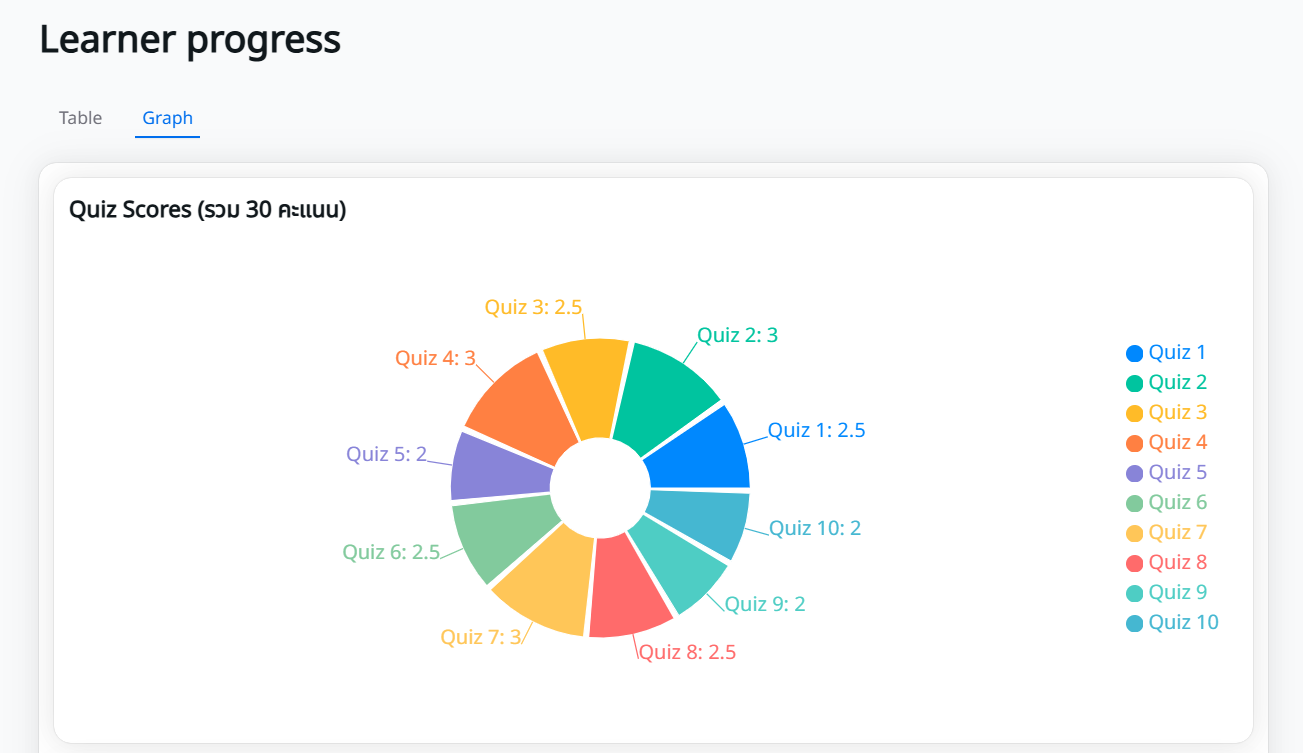 Learner progress
Table
Graph
Quiz Scores (รวม 30 คะแนน)
Quiz 3: 2.5
Quiz 2: 3
Quiz 4: 3
Quiz 1: 2.5
Quiz 5: 2
Quiz 10: 2
Quiz 6: 2.5
Quiz 9: 2
Quiz 7: 3
Quiz 8: 2.5
Quiz 1
Quiz 2
Quiz 3
Quiz 4
Quiz 5
Quiz 6
Quiz 7
Quiz 8
Quiz 9
Quiz 10